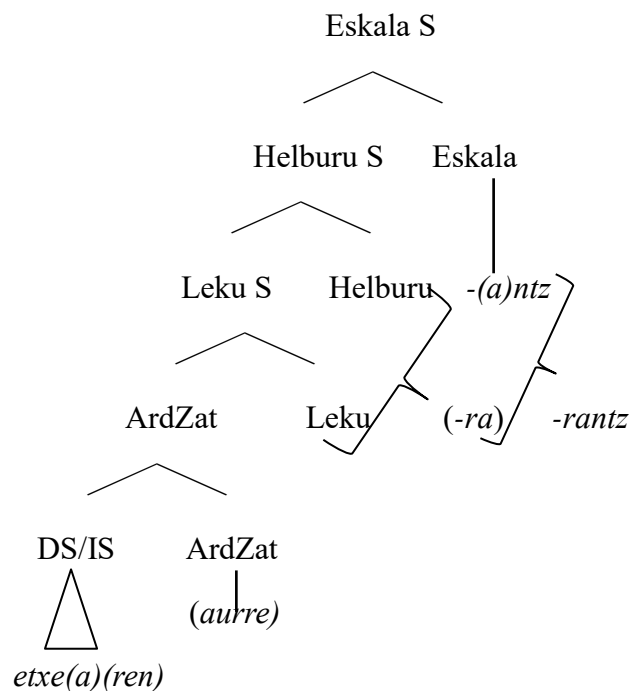 Eskala S
Helburu S Eskala
Leku S Helburu -(a)ntz
ArdZat Leku (-ra) -rantz
DS/IS ArdZat
(aurre)
etxe(a)(ren)